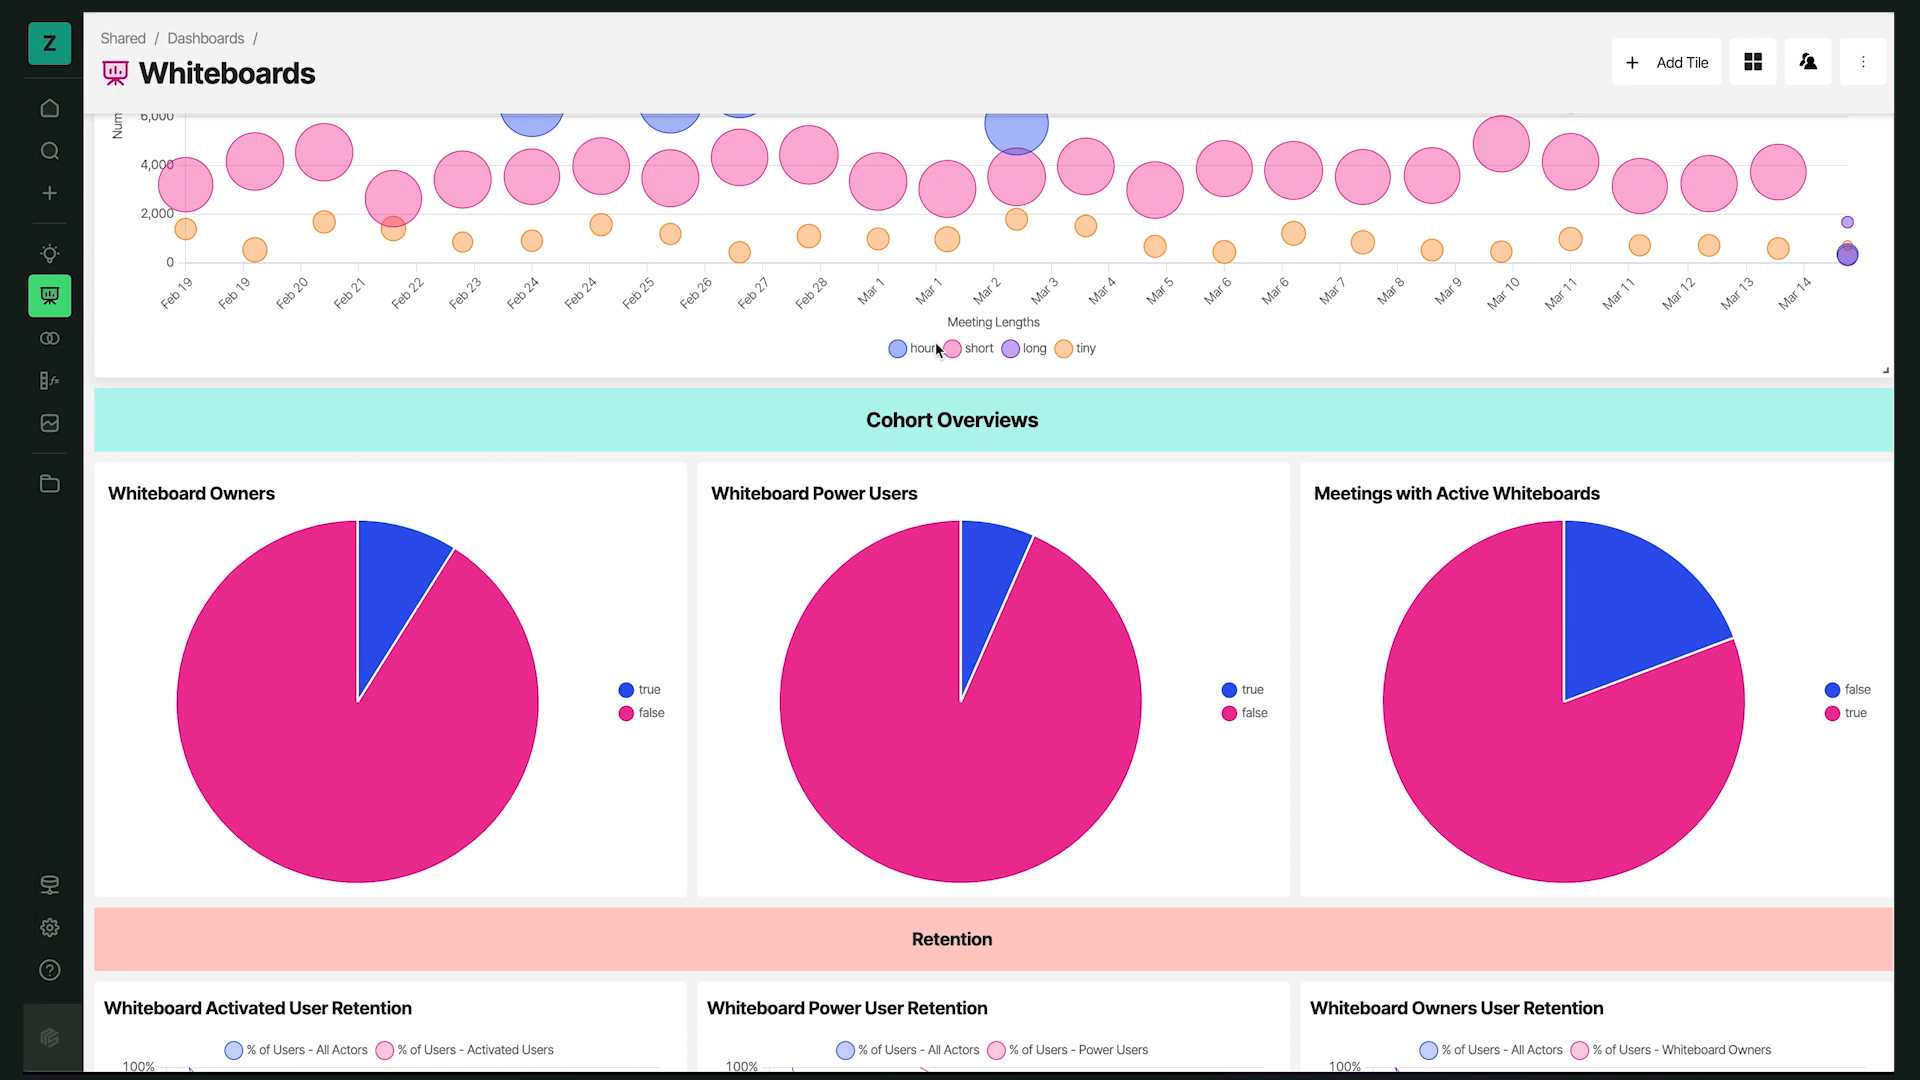 Z
Shared / Dashboards /
Whiteboards
+ Add Tile
Num
6,000
4,000
2,000
0
Feb 19 Feb 19 Feb 20 Feb 21 Feb 22 Feb 23 Feb 24 Feb 24 Feb 25 Feb 26 Feb 27 Feb 28 Mar 1 Mar 1 Mar 2 Mar 3 Mar 4 Mar 5 Mar 6 Mar 6 Mar 7 Mar 8 Mar 9 Mar 10 Mar 11 Mar 11 Mar 12 Mar 13 Mar 14
Meeting Lengths
hour short long tiny
Cohort Overviews
Whiteboard Owners
true
false
Whiteboard Power Users
true
false
Meetings with Active Whiteboards
false
true
Retention
Whiteboard Activated User Retention
% of Users - All Actors % of Users - Activated Users
100%
Whiteboard Power User Retention
% of Users - All Actors % of Users - Power Users
100%
Whiteboard Owners User Retention
% of Users - All Actors % of Users - Whiteboard Owners
100%